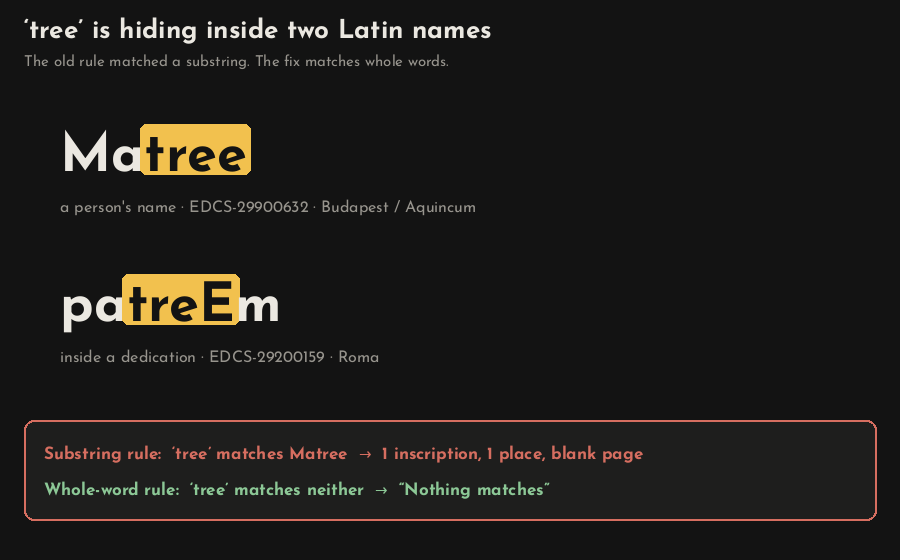 ‘tree’ is hiding inside two Latin names
The old rule matched a substring. The fix matches whole words.
Matree
a person's name · EDCS-29900632 · Budapest / Aquincum
patreEm
inside a dedication · EDCS-29200159 · Roma
Substring rule: ‘tree’ matches Matree → 1 inscription, 1 place, blank page
Whole-word rule: ‘tree’ matches neither → “Nothing matches”